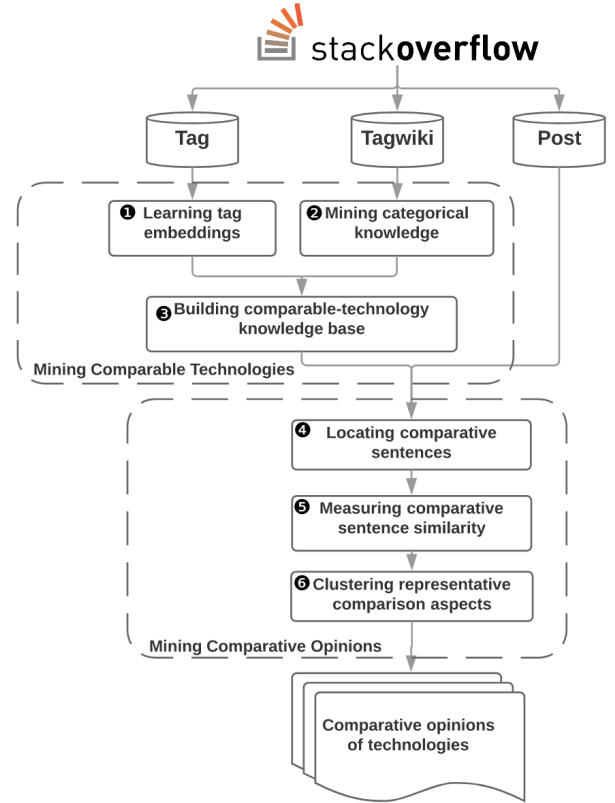 stackoverflow
Tag
Tagwiki
Post
❶ Learning tag
embeddings
❷ Mining categorical
knowledge
❸ Building comparable-technology
knowledge base
Mining Comparable Technologies
❹ Locating comparative
sentences
❺ Measuring comparative
sentence similarity
❻ Clustering representative
comparison aspects
Mining Comparative Opinions
Comparative opinions
of technologies